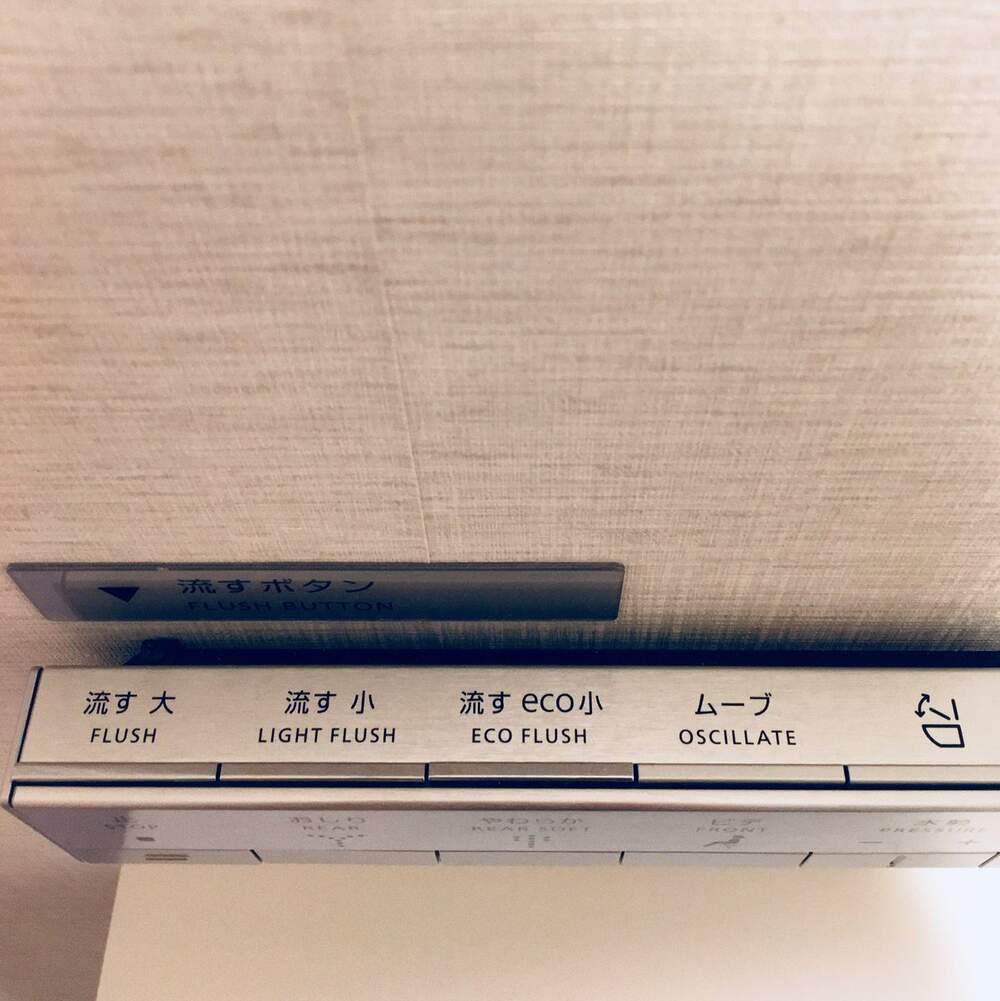 流すボタン
FLUSH BUTTON
流す 大
FLUSH
流す 小
LIGHT FLUSH
流す eco小
ECO FLUSH
ムーブ
OSCILLATE
止
STOP
おしり
REAR
やわらか
REAR SOFT
ビデ
FRONT
水勢
PRESSURE
- +